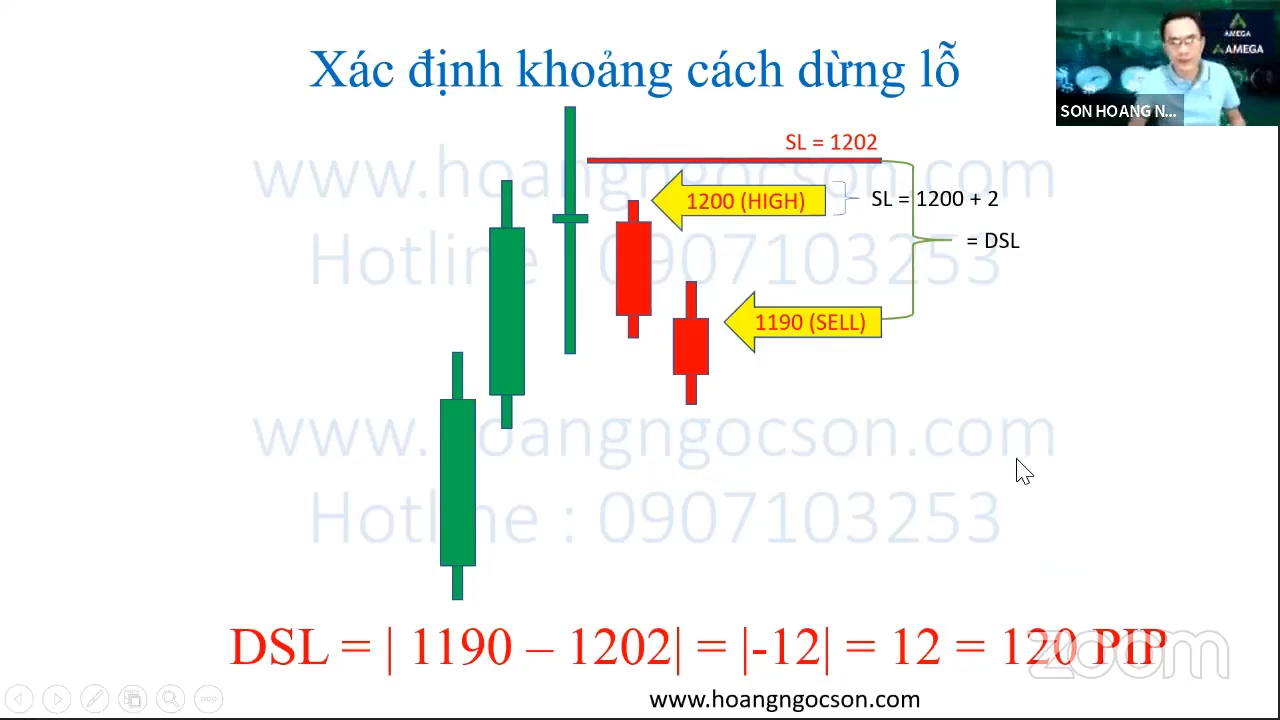 Xác định khoảng cách dừng lỗ
AMEGA
AMEGA
SON HOANG N...
SL = 1202
www.hoangngocson.com
1200 (HIGH)
SL = 1200 + 2
Hotline : 0907103253
= DSL
1190 (SELL)
www.hoangngocson.com
Hotline : 0907103253
DSL = | 1190 – 1202| = |-12| = 12 = 120 PIP
zoom
www.hoangngocson.com